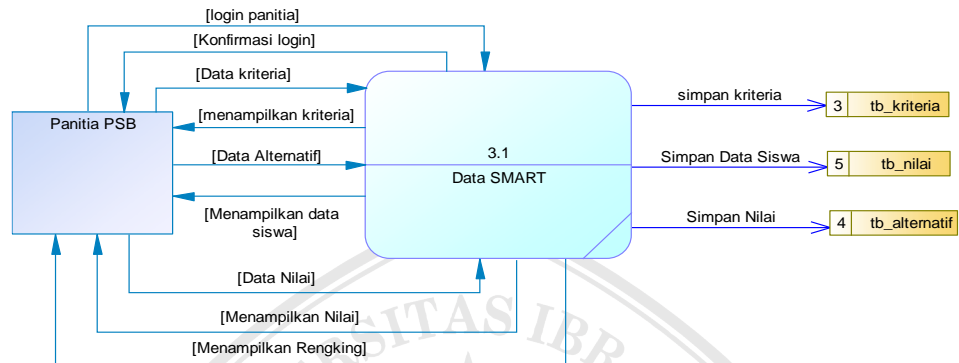 [login panitia]
[Konfirmasi login]
[Data kriteria]
[menampilkan kriteria]
Panitia PSB
[Data Alternatif]
[Menampilkan data
siswa]
[Data Nilai]
[Menampilkan Nilai]
[Menampilkan Rengking]
3.1
Data SMART
simpan kriteria
3 tb_kriteria
Simpan Data Siswa
5 tb_nilai
Simpan Nilai
4 tb_alternatif
SITAS IBR